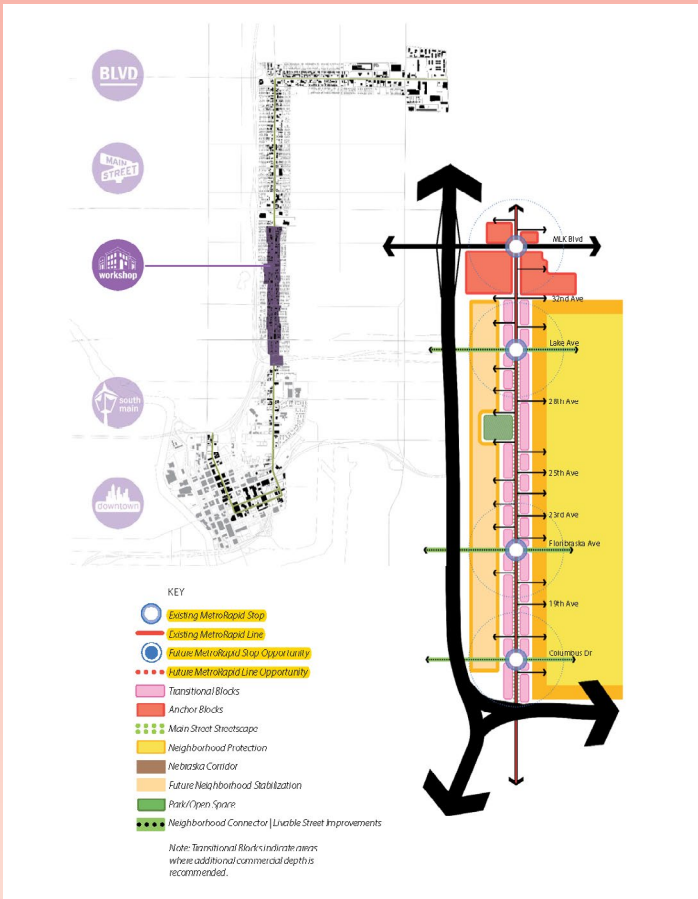 BLVD
MAIN
STREET
workshop
south
main
downtown
MLK Blvd
32nd Ave
Lake Ave
28th Ave
25th Ave
23rd Ave
Floribraska Ave
19th Ave
Columbus Dr
KEY
Existing MetroRapid Stop
Existing MetroRapid Line
Future MetroRapid Stop Opportunity
Future MetroRapid Line Opportunity
Transitional Blocks
Anchor Blocks
Main Street Streetscape
Neighborhood Protection
Nebraska Corridor
Future Neighborhood Stabilization
Park/Open Space
Neighborhood Connector | Livable Street Improvements
Note: Transitional Blocks indicate areas
where additional commercial depth is
recommended.